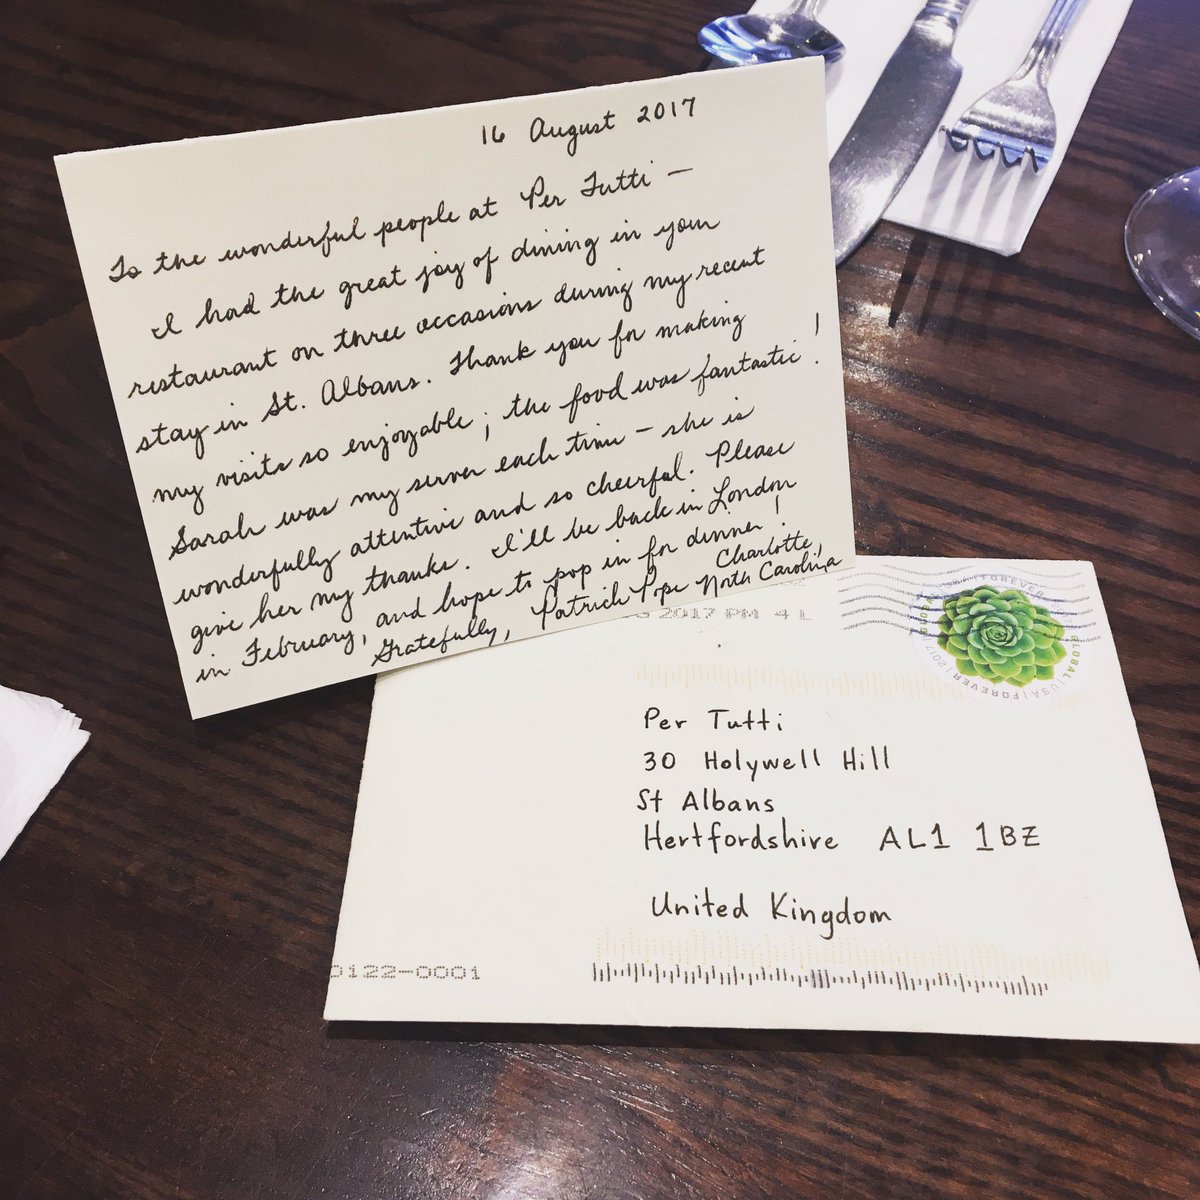 16 August 2017
To the wonderful people at Per Tutti —
I had the great joy of dining in your
restaurant on three occasions during my recent
stay in St. Albans. Thank you for making
my visits so enjoyable; the food was fantastic!
Sarah was my server each time — she is
wonderfully attentive and so cheerful. Please
give her my thanks. I'll be back in London
in February, and hope to pop in for dinner!
Gratefully, Patrick Pope
Charlotte,
North Carolina
2017 PM 4 L
FOREVER
GLOBAL | USA | FOREVER | 2017
Per Tutti
30 Holywell Hill
St Albans
Hertfordshire AL1 1BZ
United Kingdom
0122-0001